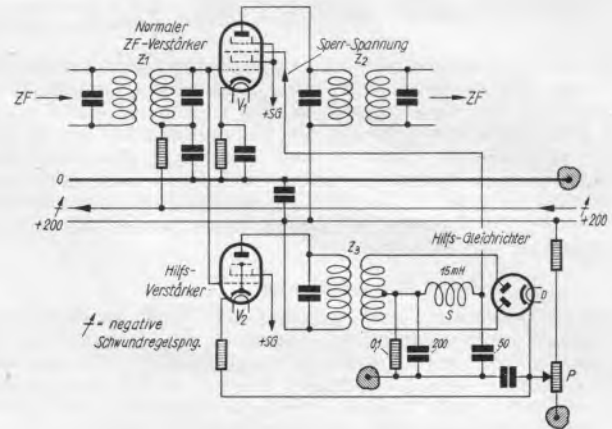 Normaler
ZF-Verstärker
Z1
Sperr-Spannung
Z2
ZF
V1
+SG
ZF
0
+200
Z3
Hilfs-Gleichrichter
15mH
S
D
Hilfs-
Verstärker
V2
+SG
= negative
Schwundregelspng.
0,1
200
50
P